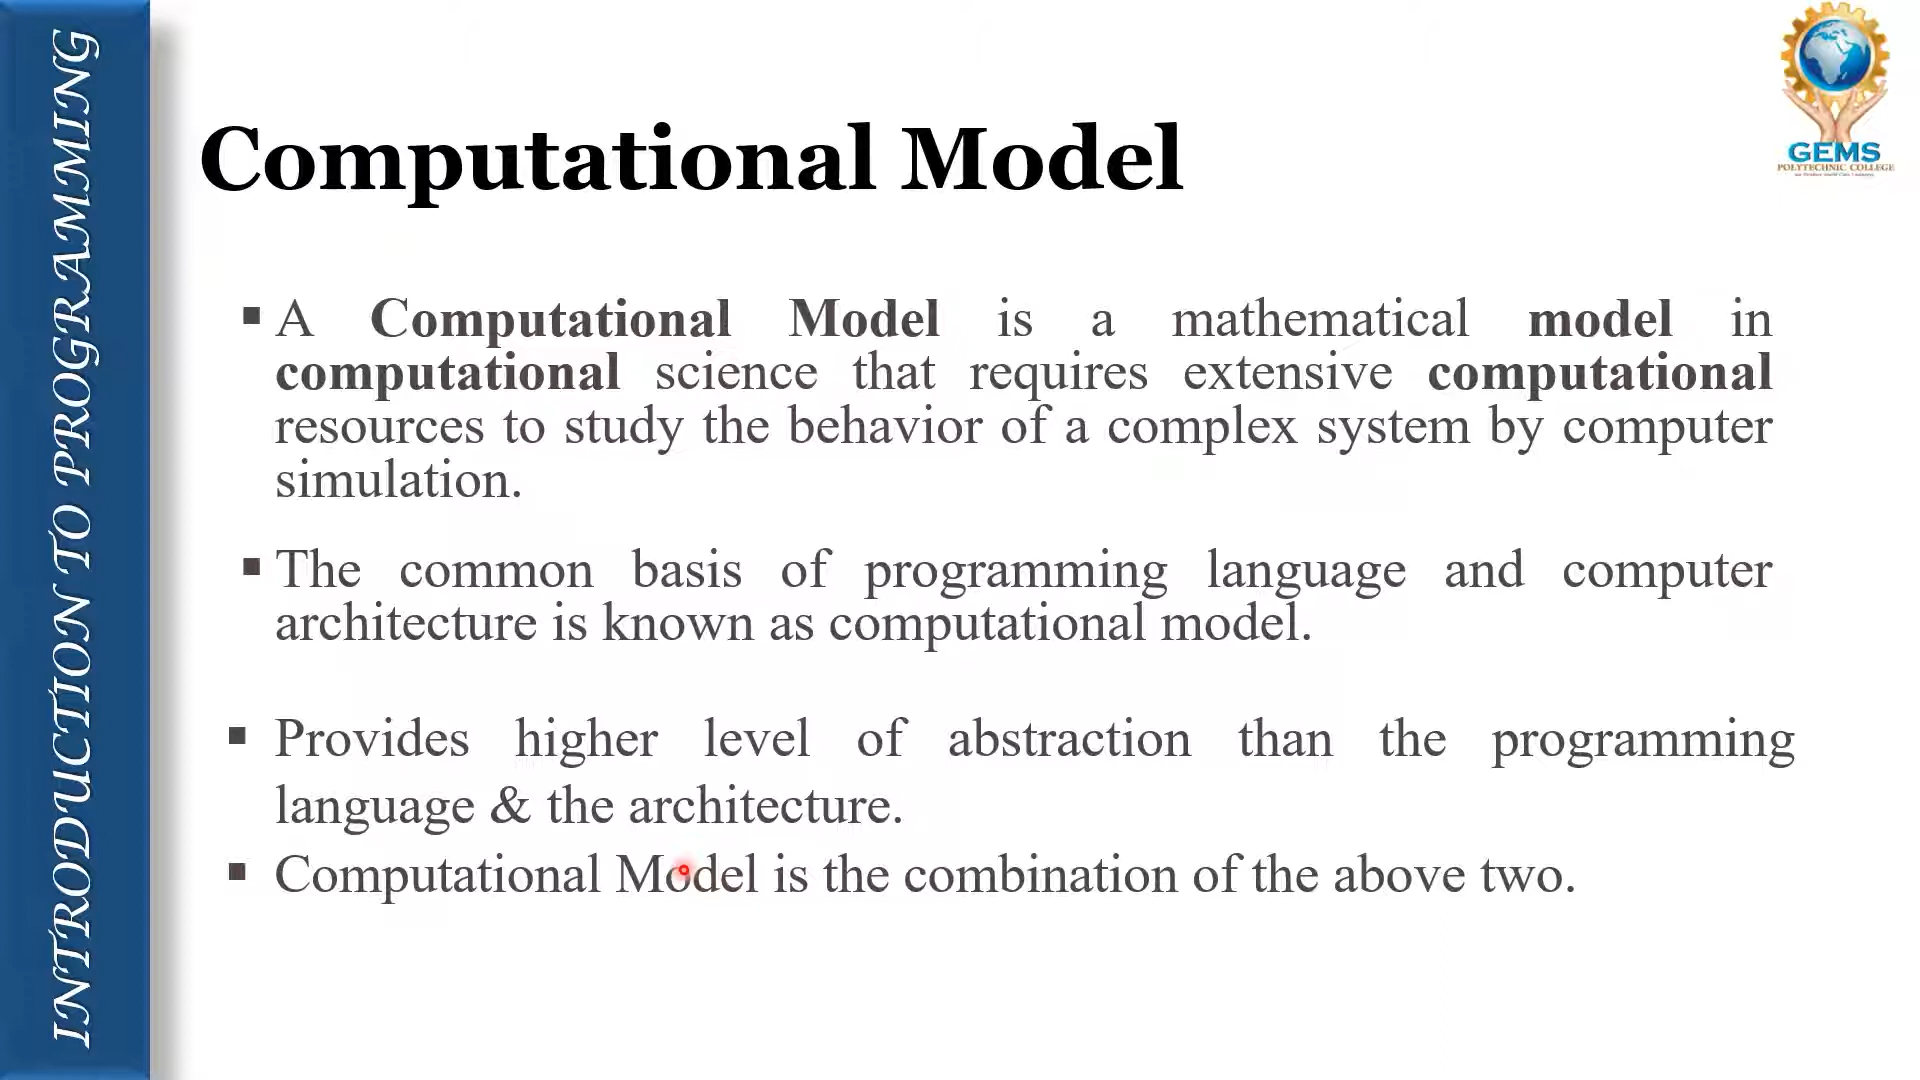 INTRODUCTION TO PROGRAMMING
GEMS
POLYTECHNIC COLLEGE
Computational Model
▪ A Computational Model is a mathematical model in
computational science that requires extensive computational
resources to study the behavior of a complex system by computer
simulation.
▪ The common basis of programming language and computer
architecture is known as computational model.
▪ Provides higher level of abstraction than the programming
language & the architecture.
▪ Computational Model is the combination of the above two.